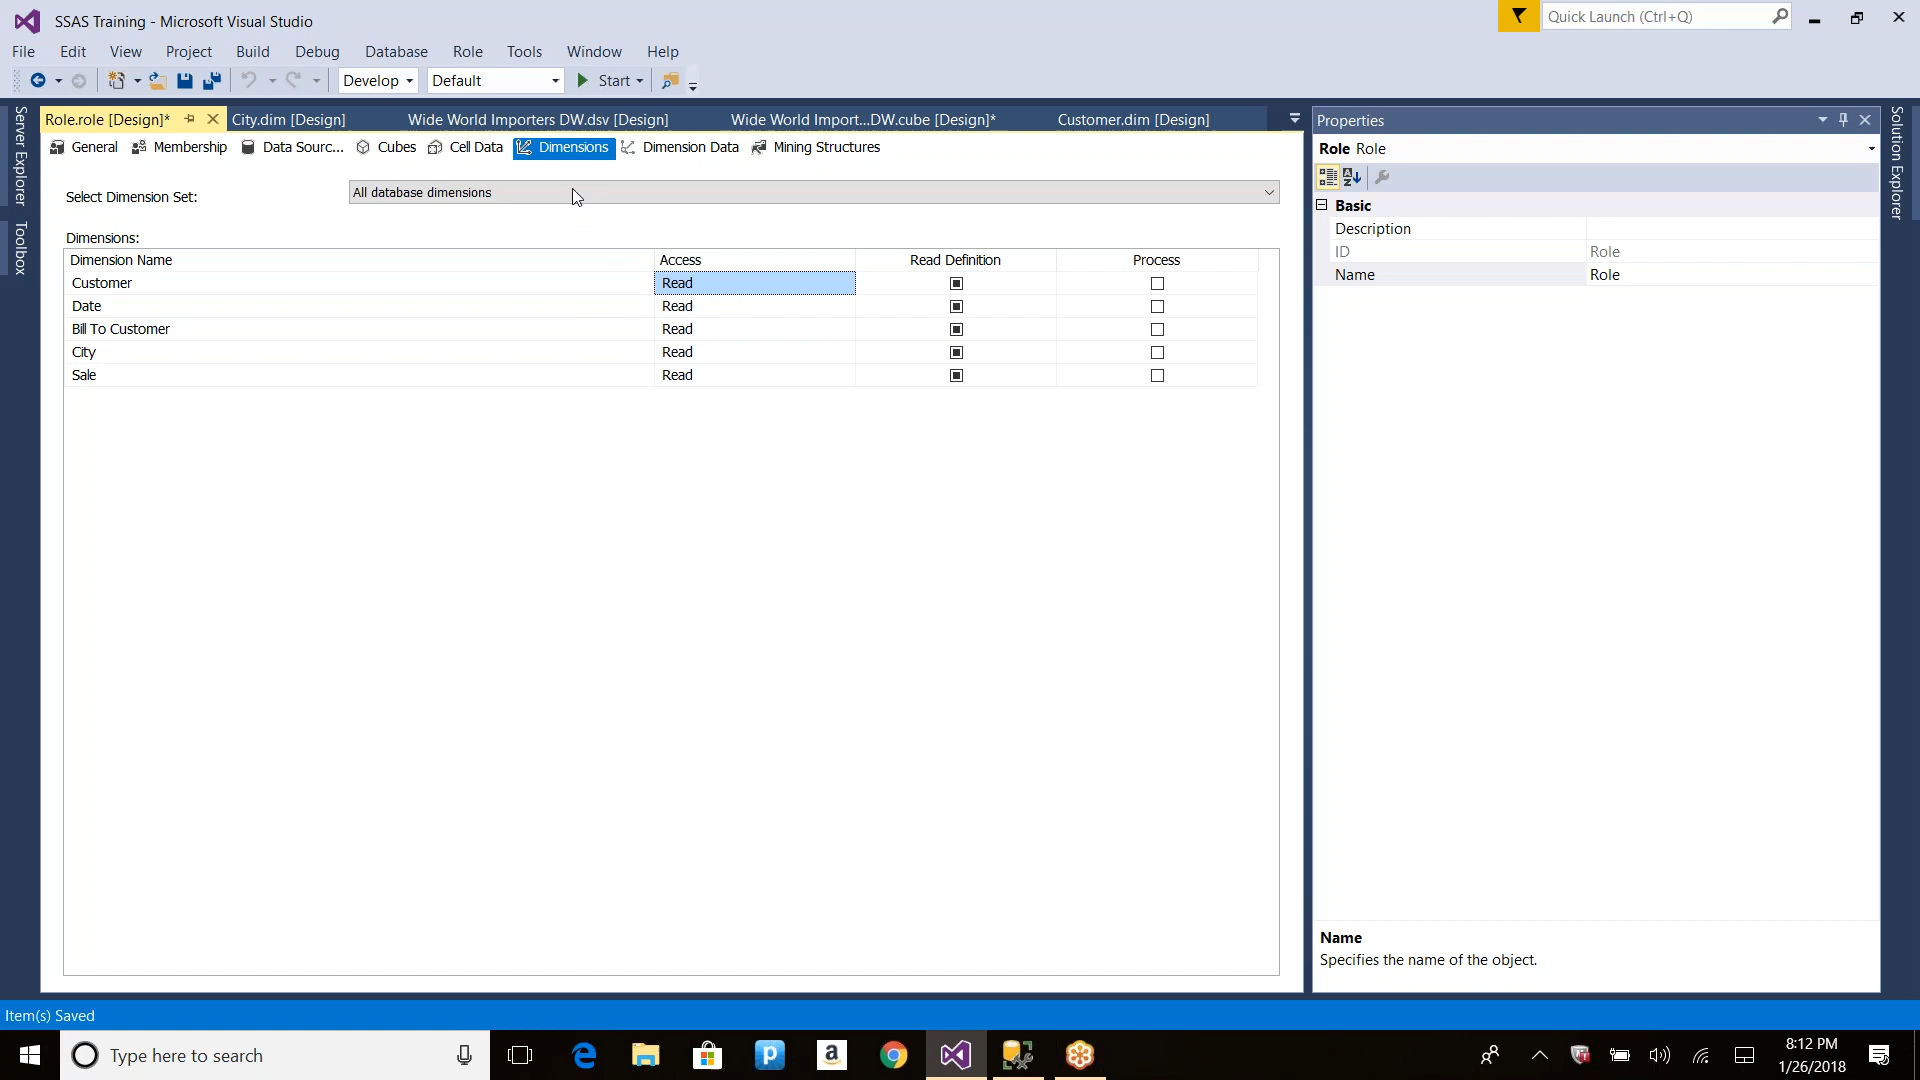 SSAS Training - Microsoft Visual Studio
Quick Launch (Ctrl+Q)
File Edit View Project Build Debug Database Role Tools Window Help
Develop Default Start
Server Explorer
Toolbox
Role.role [Design]* City.dim [Design] Wide World Importers DW.dsv [Design] Wide World Import...DW.cube [Design]* Customer.dim [Design]
General Membership Data Sourc... Cubes Cell Data Dimensions Dimension Data Mining Structures
Select Dimension Set: All database dimensions
Dimensions:
Dimension Name Access Read Definition Process
Customer Read
Date Read
Bill To Customer Read
City Read
Sale Read
Properties
Role Role
Basic
Description
ID Role
Name Role
Name
Specifies the name of the object.
Solution Explorer
Item(s) Saved
Type here to search
8:12 PM
1/26/2018